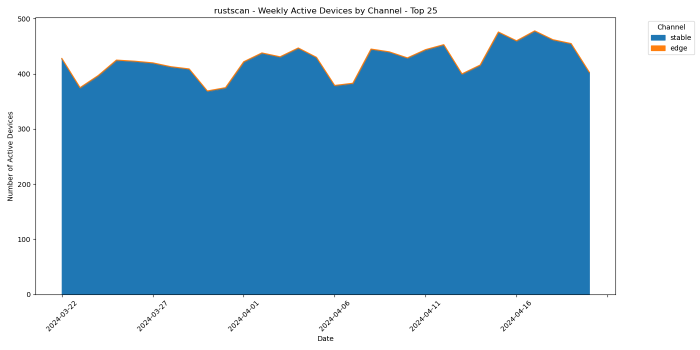 rustscan - Weekly Active Devices by Channel - Top 25
Channel
stable
edge
Number of Active Devices
500
400
300
200
100
0
2024-03-22
2024-03-27
2024-04-01
2024-04-06
2024-04-11
2024-04-16
Date